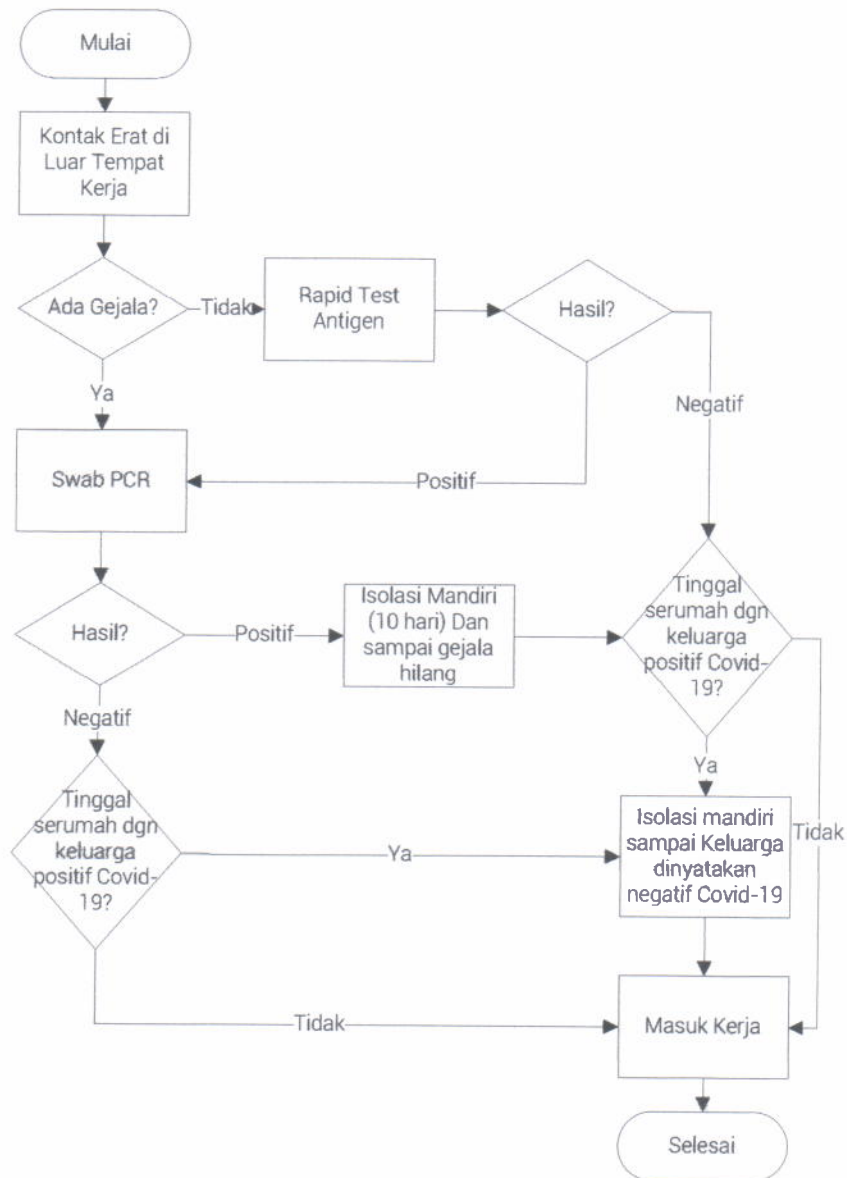 Mulai
Kontak Erat di
Luar Tempat
Kerja
Ada Gejala?
Tidak
Rapid Test
Antigen
Hasil?
Ya
Negatif
Swab PCR
Positif
Hasil?
Positif
Isolasi Mandiri
(10 hari) Dan
sampai gejala
hilang
Tinggal
serumah dgn
keluarga
positif Covid-
19?
Negatif
Ya
Tinggal
serumah dgn
keluarga
positif Covid-
19?
Ya
Isolasi mandiri
sampai Keluarga
dinyatakan
negatif Covid-19
Tidak
Tidak
Masuk Kerja
Selesai